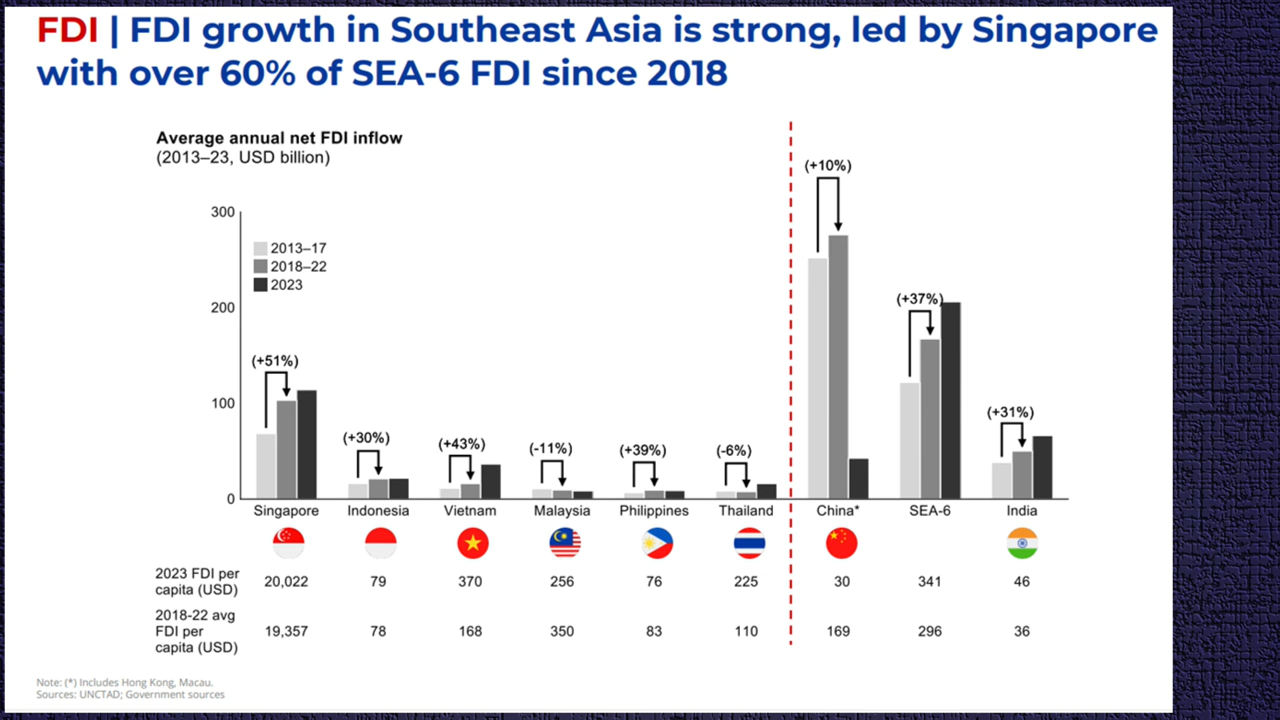 FDI | FDI growth in Southeast Asia is strong, led by Singapore
with over 60% of SEA-6 FDI since 2018
Average annual net FDI inflow
(2013–23, USD billion)
300
200
100
0
2013–17
2018–22
2023
(+51%)
(+30%)
(+43%)
(-11%)
(+39%)
(-6%)
(+10%)
(+37%)
(+31%)
Singapore Indonesia Vietnam Malaysia Philippines Thailand China* SEA-6 India
2023 FDI per
capita (USD)
20,022 79 370 256 76 225 30 341 46
2018-22 avg
FDI per
capita (USD)
19,357 78 168 350 83 110 169 296 36
Note: (*) Includes Hong Kong, Macau.
Sources: UNCTAD; Government sources